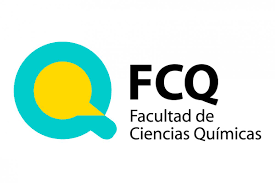 FCQ
Facultad de
Ciencias Químicas